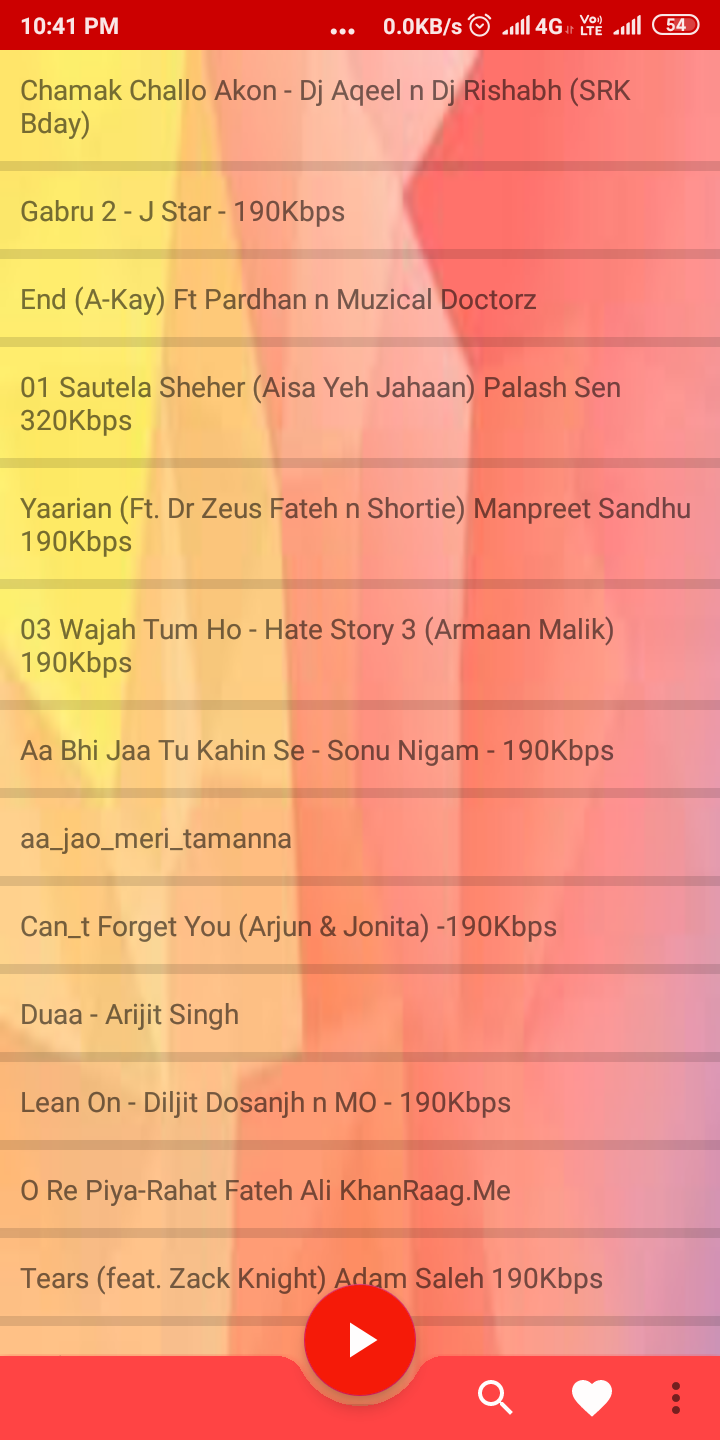 10:41 PM ... 0.0KB/s 4G Vo) LTE 54
Chamak Challo Akon - Dj Aqeel n Dj Rishabh (SRK
Bday)
Gabru 2 - J Star - 190Kbps
End (A-Kay) Ft Pardhan n Muzical Doctorz
01 Sautela Sheher (Aisa Yeh Jahaan) Palash Sen
320Kbps
Yaarian (Ft. Dr Zeus Fateh n Shortie) Manpreet Sandhu
190Kbps
03 Wajah Tum Ho - Hate Story 3 (Armaan Malik)
190Kbps
Aa Bhi Jaa Tu Kahin Se - Sonu Nigam - 190Kbps
aa_jao_meri_tamanna
Can_t Forget You (Arjun & Jonita) -190Kbps
Duaa - Arijit Singh
Lean On - Diljit Dosanjh n MO - 190Kbps
O Re Piya-Rahat Fateh Ali KhanRaag.Me
Tears (feat. Zack Knight) Adam Saleh 190Kbps